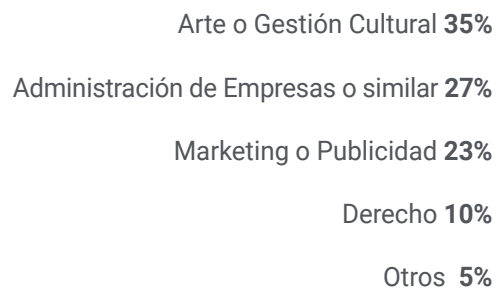 Arte o Gestión Cultural 35%
Administración de Empresas o similar 27%
Marketing o Publicidad 23%
Derecho 10%
Otros 5%